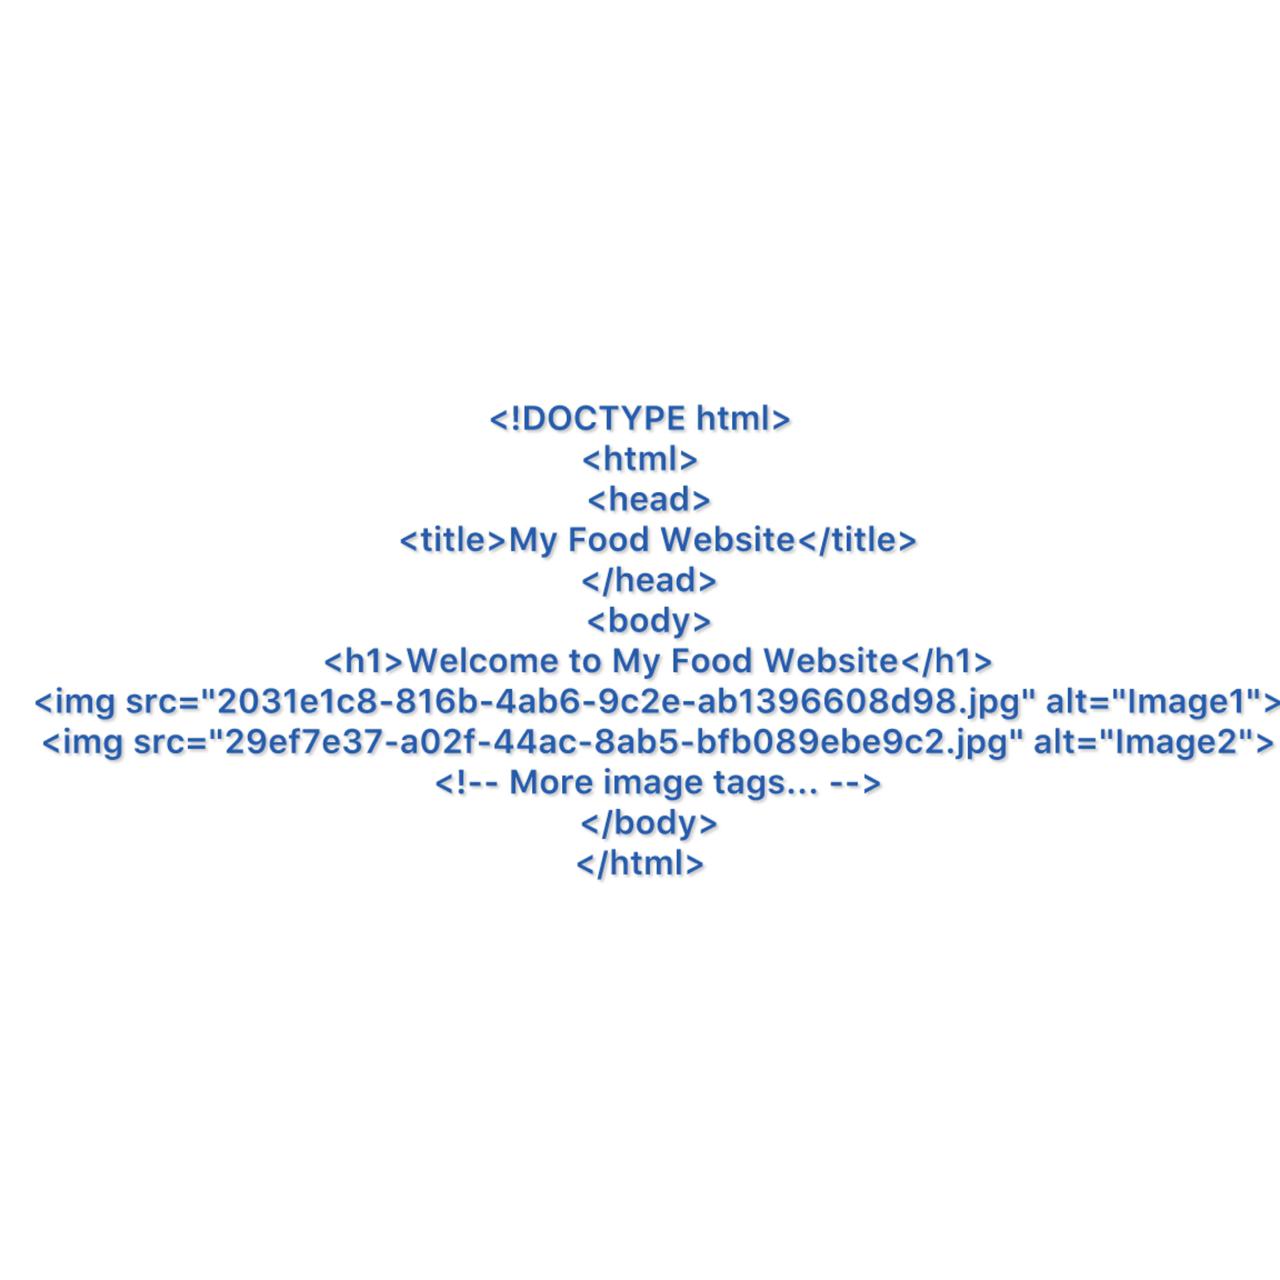 <!DOCTYPE html>
<html>
<head>
<title>My Food Website</title>
</head>
<body>
<h1>Welcome to My Food Website</h1>
<img src="2031e1c8-816b-4ab6-9c2e-ab1396608d98.jpg" alt="Image1">
<img src="29ef7e37-a02f-44ac-8ab5-bfb089ebe9c2.jpg" alt="Image2">
<!-- More image tags... -->
</body>
</html>